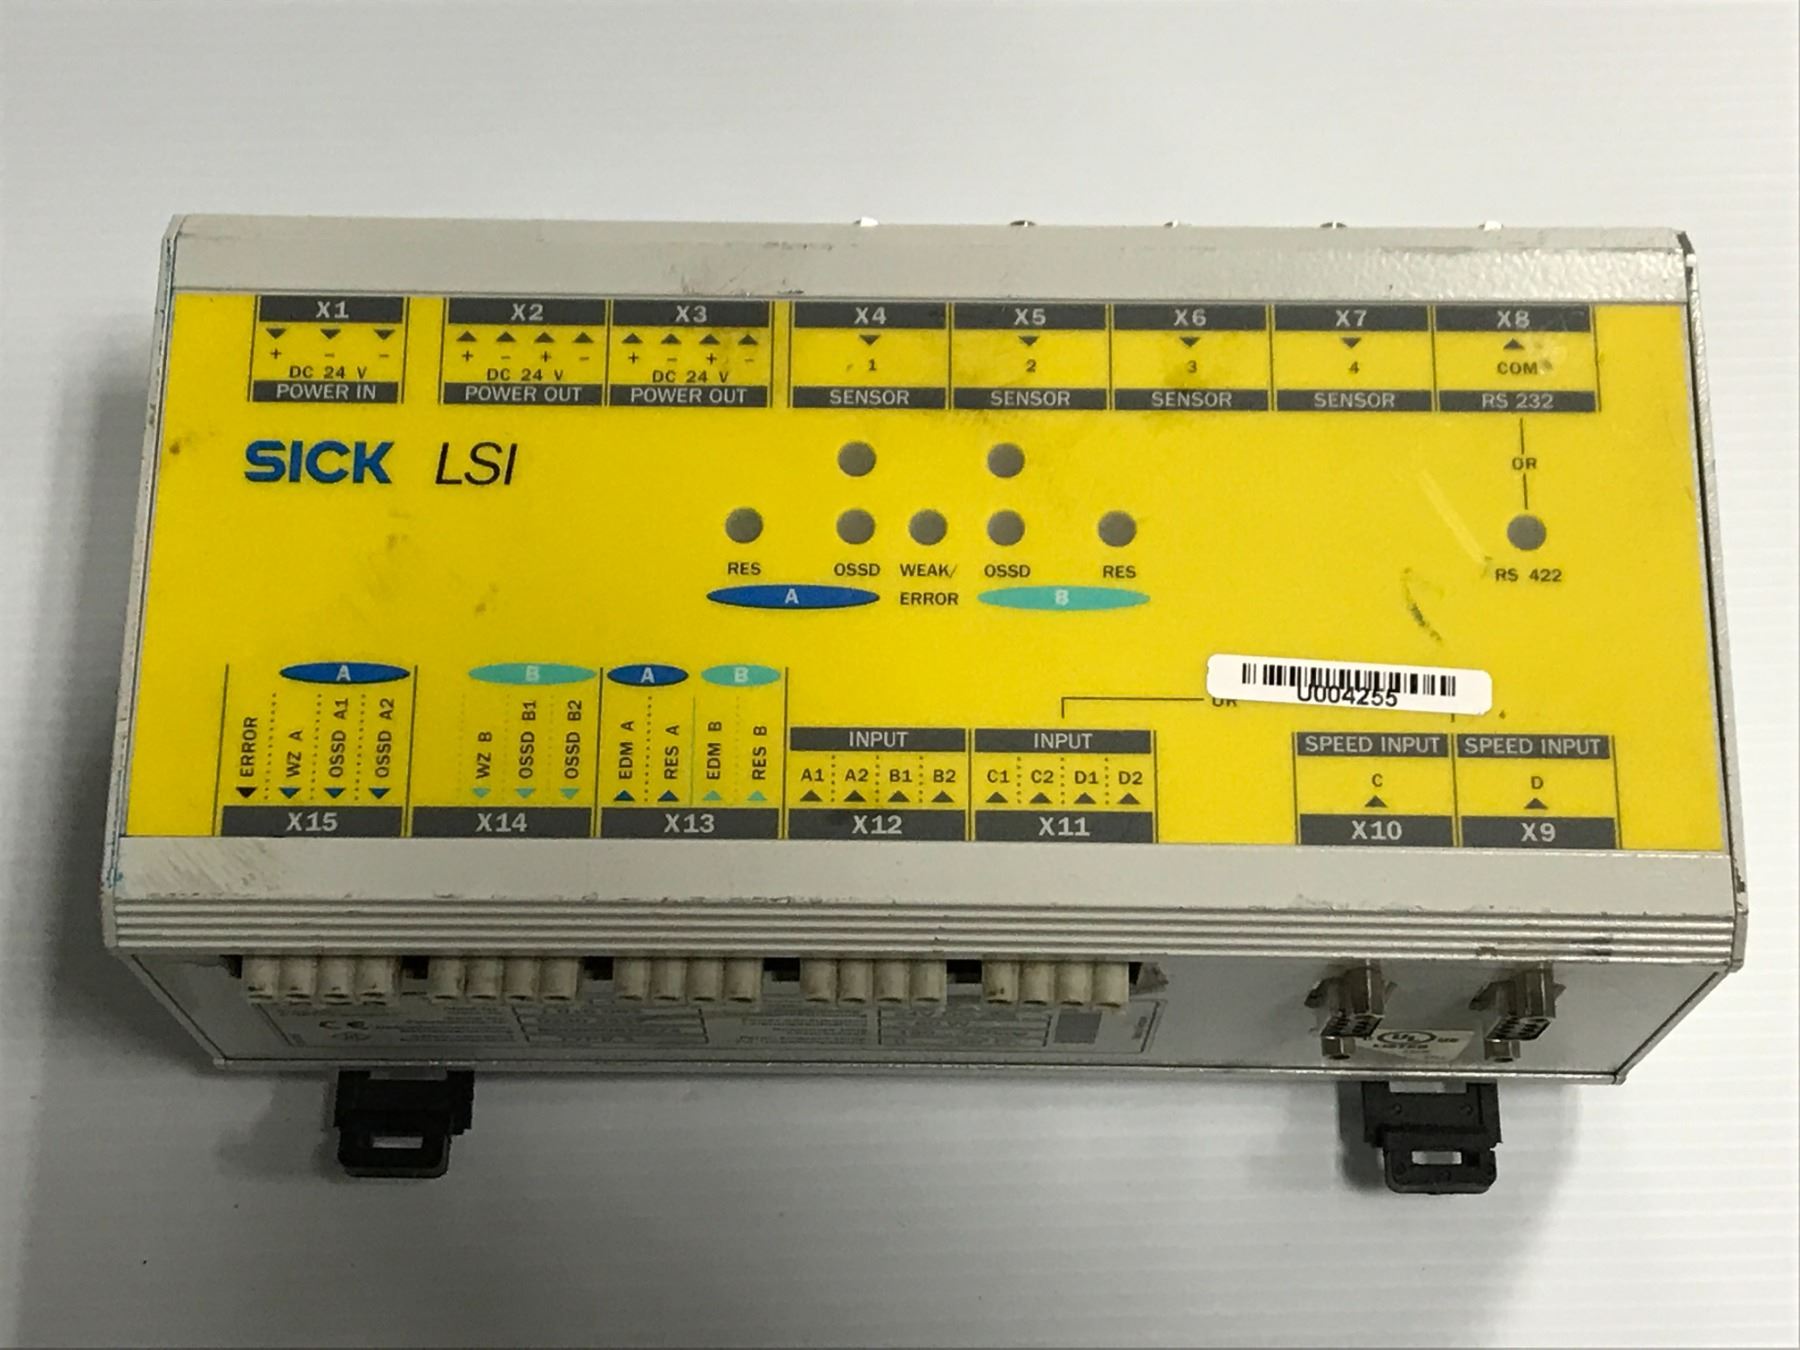 X1 X2 X3 X4 X5 X6 X7 X8
+ - - + - + - + - + - 1 2 3 4 COM
DC 24 V DC 24 V DC 24 V
POWER IN POWER OUT POWER OUT SENSOR SENSOR SENSOR SENSOR RS 232
SICK LSI
OR
RES OSSD WEAK/ OSSD RES
ERROR
A B
RS 422
U004255
OR
A B A B
ERROR
WZ A
OSSD A1
OSSD A2
WZ B
OSSD B1
OSSD B2
EDM A
RES A
EDM B
RES B
INPUT INPUT SPEED INPUT SPEED INPUT
A1 A2 B1 B2 C1 C2 D1 D2 C D
X15 X14 X13 X12 X11 X10 X9
CE
UL
LISTED